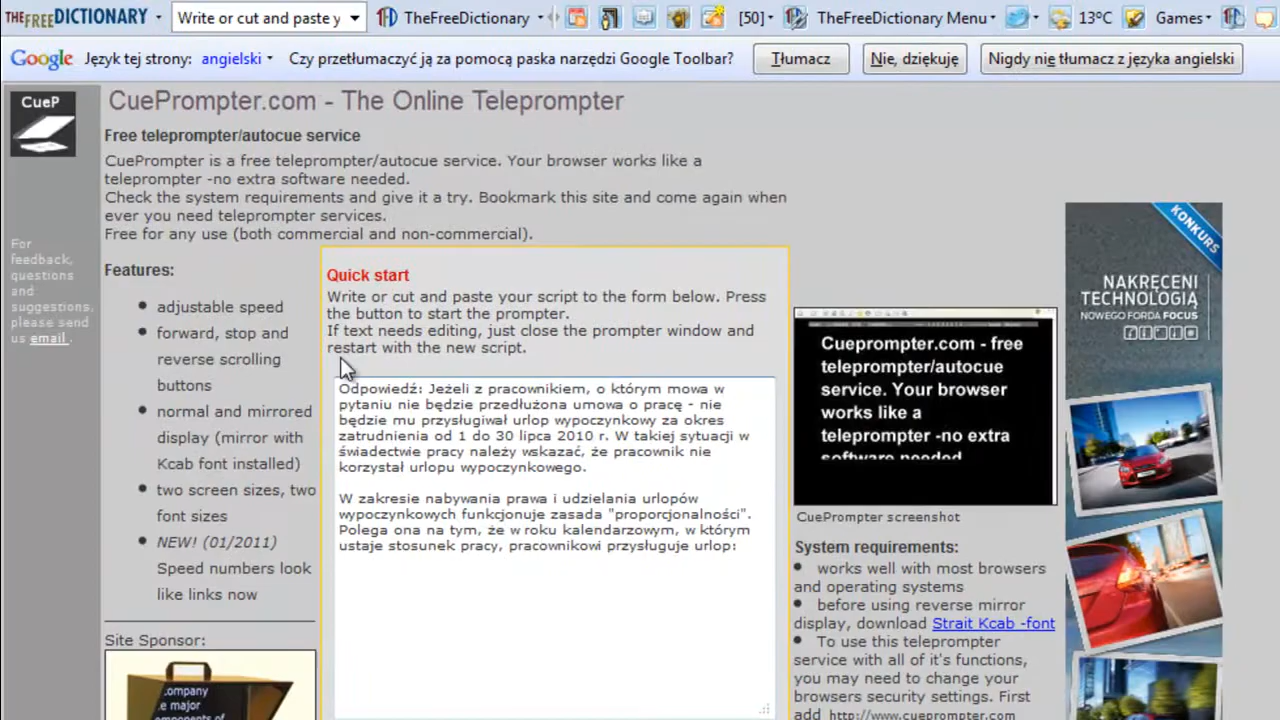 THE FREE DICTIONARY
Write or cut and paste y
TheFreeDictionary
[50]
TheFreeDictionary Menu
13°C
Games
Google
Język tej strony: angielski
Czy przetłumaczyć ją za pomocą paska narzędzi Google Toolbar?
Tłumacz
Nie, dziękuję
Nigdy nie tłumacz z języka angielski
CueP
CuePrompter.com - The Online Teleprompter
Free teleprompter/autocue service
CuePrompter is a free teleprompter/autocue service. Your browser works like a
teleprompter -no extra software needed.
Check the system requirements and give it a try. Bookmark this site and come again when
ever you need teleprompter services.
Free for any use (both commercial and non-commercial).
For
feedback,
questions
and
suggestions,
please send
us email .
Features:
adjustable speed
forward, stop and
reverse scrolling
buttons
normal and mirrored
display (mirror with
Kcab font installed)
two screen sizes, two
font sizes
NEW! (01/2011)
Speed numbers look
like links now
Site Sponsor:
company
e major
components of
Quick start
Write or cut and paste your script to the form below. Press
the button to start the prompter.
If text needs editing, just close the prompter window and
restart with the new script.
Odpowiedź: Jeżeli z pracownikiem, o którym mowa w
pytaniu nie będzie przedłużona umowa o pracę - nie
będzie mu przysługiwał urlop wypoczynkowy za okres
zatrudnienia od 1 do 30 lipca 2010 r. W takiej sytuacji w
świadectwie pracy należy wskazać, że pracownik nie
korzystał urlopu wypoczynkowego.
W zakresie nabywania prawa i udzielania urlopów
wypoczynkowych funkcjonuje zasada "proporcjonalności".
Polega ona na tym, że w roku kalendarzowym, w którym
ustaje stosunek pracy, pracownikowi przysługuje urlop:
Cueprompter.com - free
teleprompter/autocue
service. Your browser
works like a
teleprompter -no extra
software needed
CuePrompter screenshot
System requirements:
works well with most browsers
and operating systems
before using reverse mirror
display, download Strait Kcab -font
To use this teleprompter
service with all of it's functions,
you may need to change your
browsers security settings. First
add http://www.cueprompter.com
KONKURS
NAKRĘCENI
TECHNOLOGIĄ
NOWEGO FORDA FOCUS